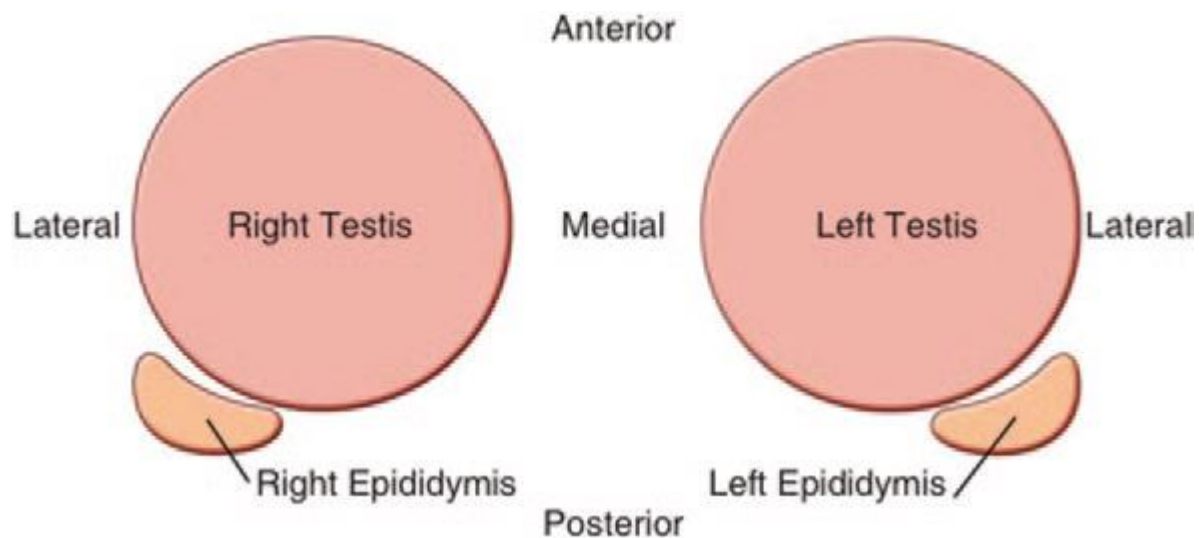 Anterior
Lateral
Right Testis
Medial
Left Testis
Lateral
Right Epididymis
Left Epididymis
Posterior